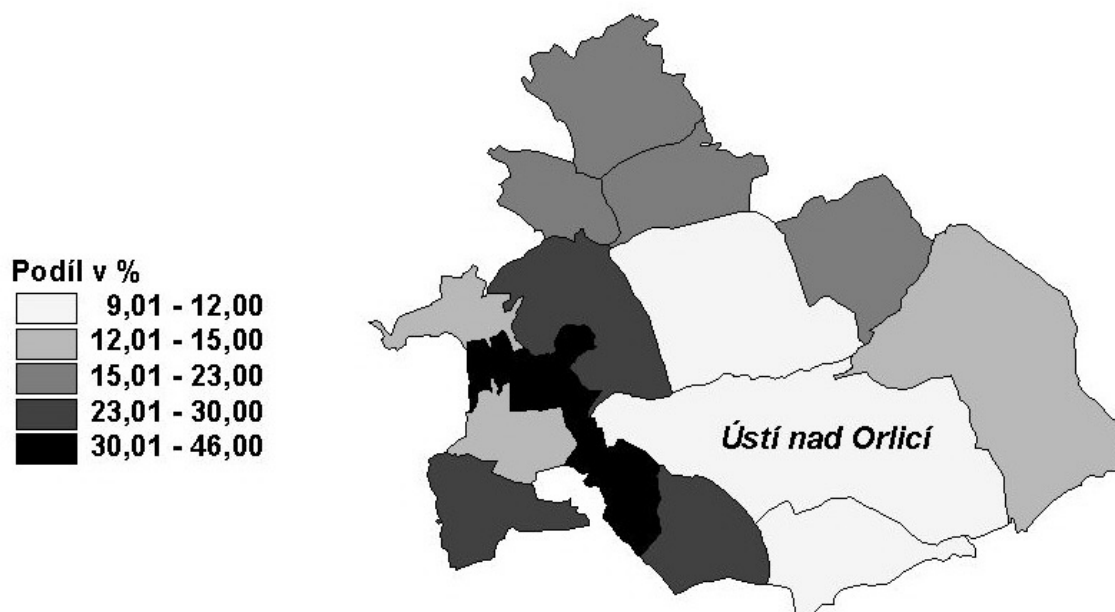 Podíl v %
9,01 - 12,00
12,01 - 15,00
15,01 - 23,00
23,01 - 30,00
30,01 - 46,00
Ústí nad Orlicí